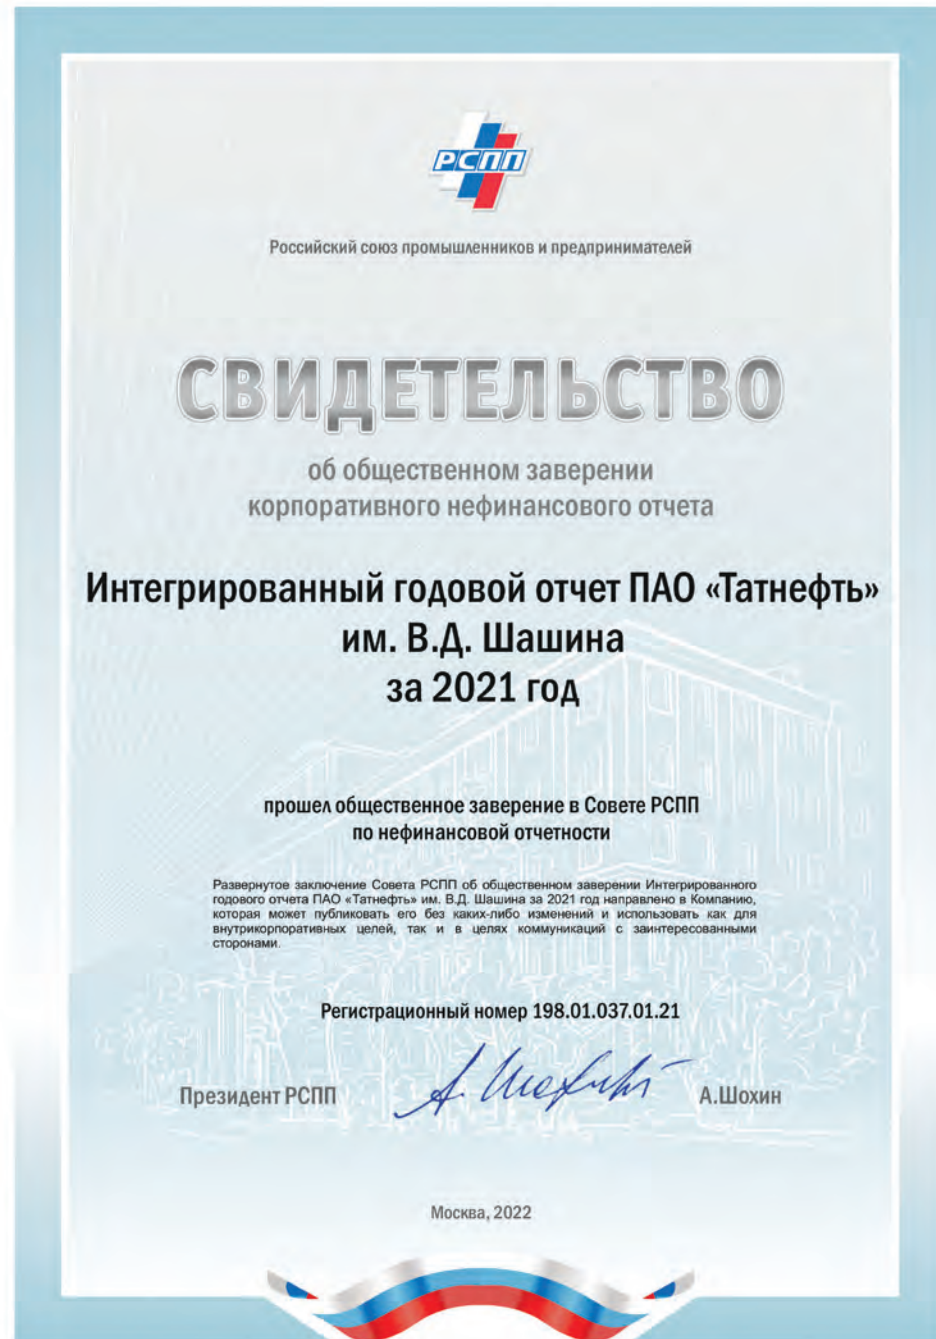 РСПП
Российский союз промышленников и предпринимателей
СВИДЕТЕЛЬСТВО
об общественном заверении
корпоративного нефинансового отчета
Интегрированный годовой отчет ПАО «Татнефть»
им. В.Д. Шашина
за 2021 год
прошел общественное заверение в Совете РСПП
по нефинансовой отчетности
Развернутое заключение Совета РСПП об общественном заверении Интегрированного
годового отчета ПАО «Татнефть» им. В.Д. Шашина за 2021 год направлено в Компанию,
которая может публиковать его без каких-либо изменений и использовать как для
внутрикорпоративных целей, так и в целях коммуникаций с заинтересованными
сторонами.
Регистрационный номер 198.01.037.01.21
Президент РСПП А. Шохин А.Шохин
Москва, 2022